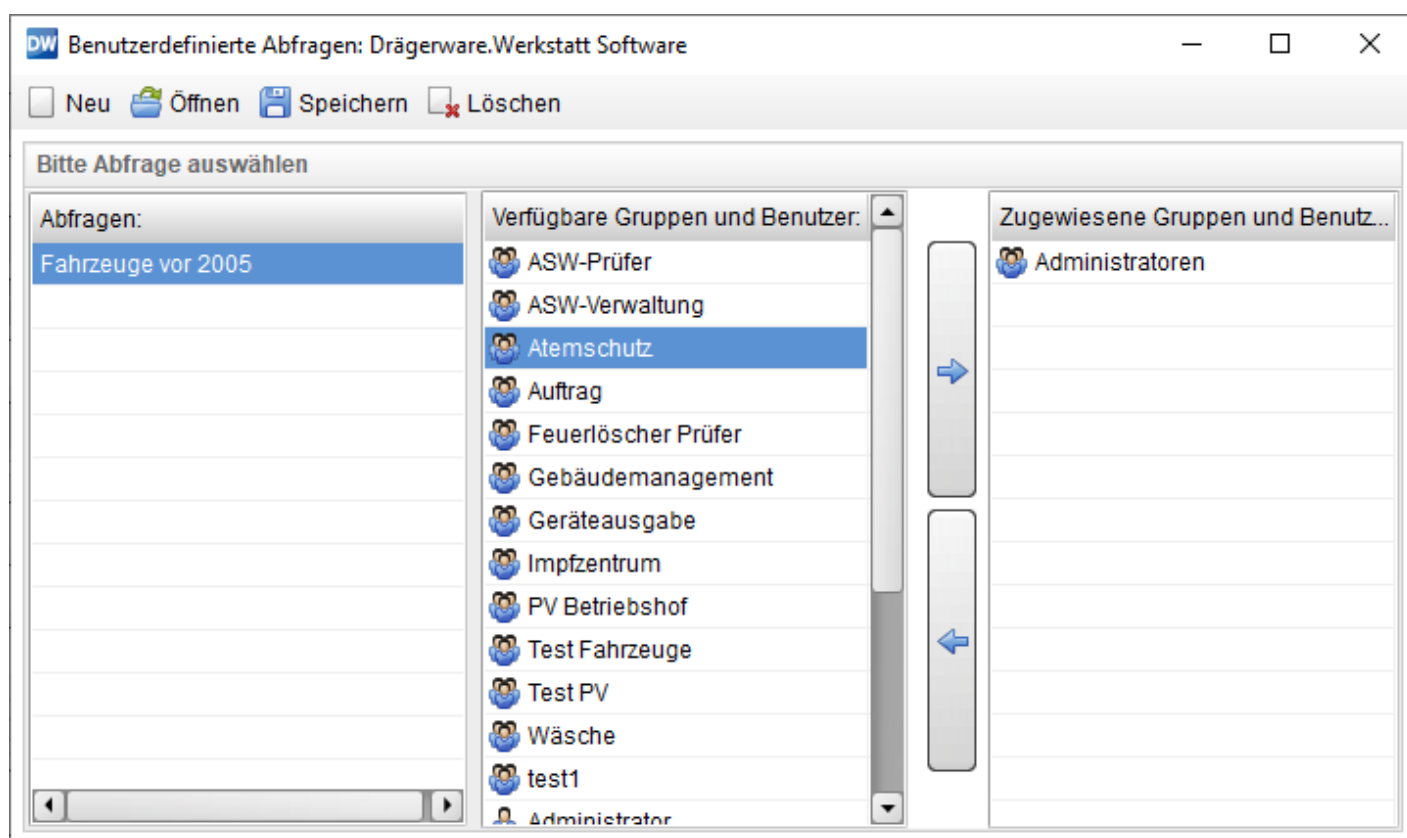 DW Benutzerdefinierte Abfragen: Drägerware.Werkstatt Software
Neu Öffnen Speichern Löschen
Bitte Abfrage auswählen
Abfragen:
Fahrzeuge vor 2005
Verfügbare Gruppen und Benutzer:
ASW-Prüfer
ASW-Verwaltung
Atemschutz
Auftrag
Feuerlöscher Prüfer
Gebäudemanagement
Geräteausgabe
Impfzentrum
PV Betriebshof
Test Fahrzeuge
Test PV
Wäsche
test1
Administrator
Zugewiesene Gruppen und Benutz...
Administratoren